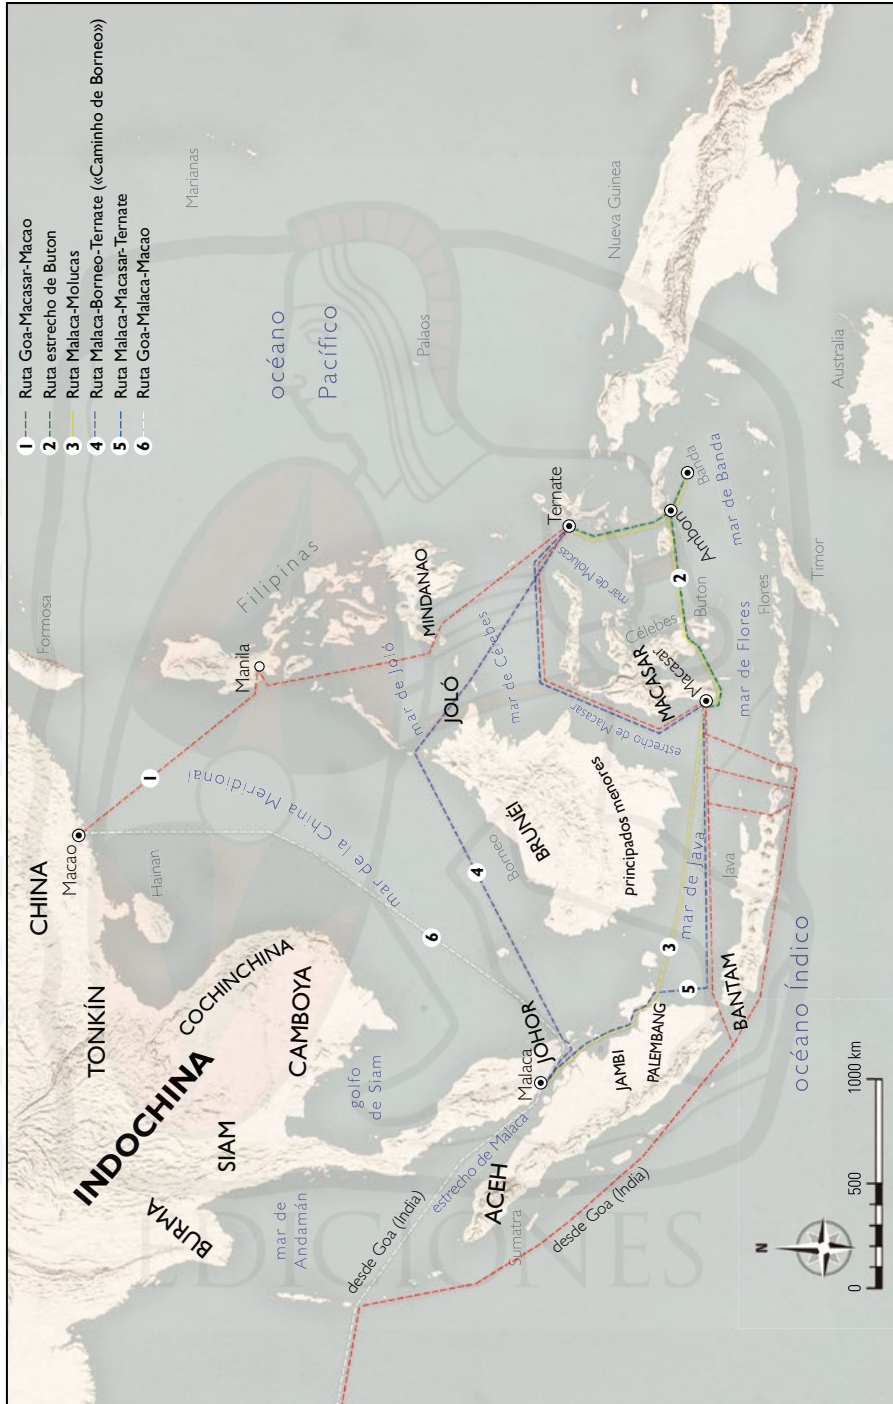 1 Ruta Goa-Macasar-Macao
2 Ruta estrecho de Buton
3 Ruta Malaca-Molucas
4 Ruta Malaca-Borneo-Ternate («Caminho de Borneo»)
5 Ruta Malaca-Macasar-Ternate
6 Ruta Goa-Malaca-Macao
CHINA
Macao
Hainan
TONKÍN
INDOCHINA
COCHINCHINA
CAMBOYA
SIAM
BURMA
golfo
de Siam
mar de
Andamán
Formosa
Filipinas
Manila
MINDANAO
Marianas
océano
Pacífico
Palaos
1
mar de la China Meridional
6
4
mar de Joló
JOLÓ
mar de Célebes
Borneo
BRUNÉI
Principados menores
estrecho de Macasar
mar de Molucas
Ternate
Nueva Guinea
Célebes
MACASAR
Macasar
2
Buton
Ambon
Banda
mar de Banda
mar de Flores
Flores
Timor
Australia
desde Goa (India)
estrecho de Malaca
Malaca
JOHOR
ACEH
Sumatra
desde Goa (India)
JAMBI
PALEMBANG
3
5
mar de Java
Java
BANTAM
océano Índico
EDICIONES
N
0 500 1000 km